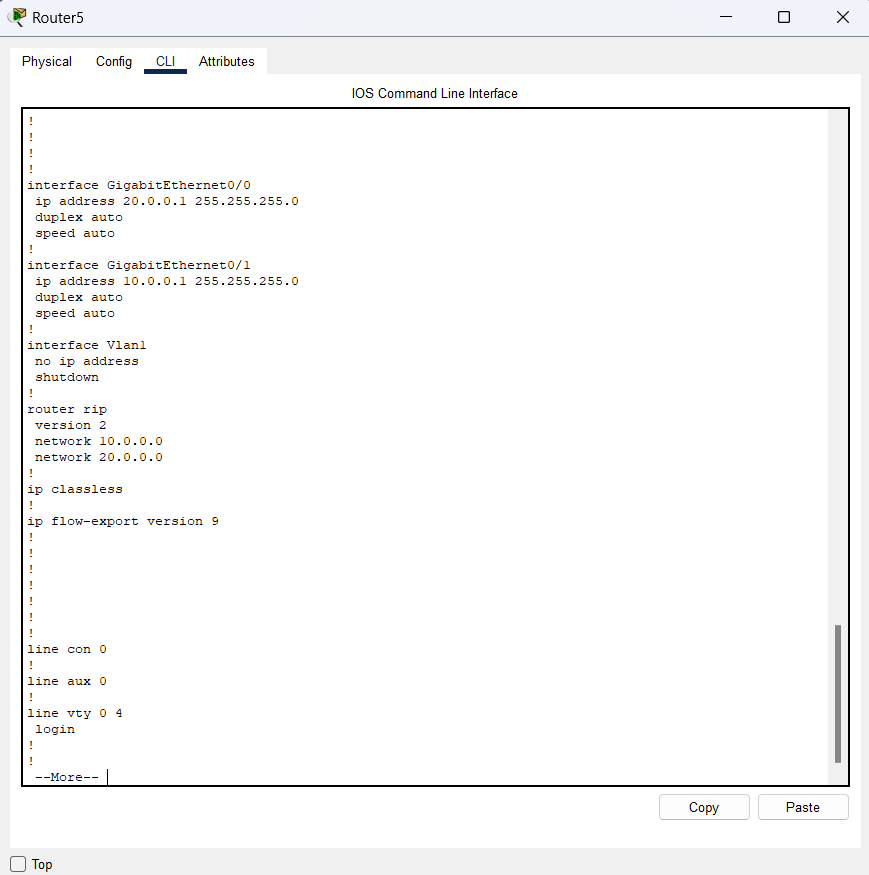 Router5
Physical Config CLI Attributes
IOS Command Line Interface
!
!
!
!
interface GigabitEthernet0/0
 ip address 20.0.0.1 255.255.255.0
 duplex auto
 speed auto
!
interface GigabitEthernet0/1
 ip address 10.0.0.1 255.255.255.0
 duplex auto
 speed auto
!
interface Vlan1
 no ip address
 shutdown
!
router rip
 version 2
 network 10.0.0.0
 network 20.0.0.0
!
ip classless
!
ip flow-export version 9
!
!
!
!
!
!
!
line con 0
!
line aux 0
!
line vty 0 4
 login
!
!
 --More--
Copy Paste
Top